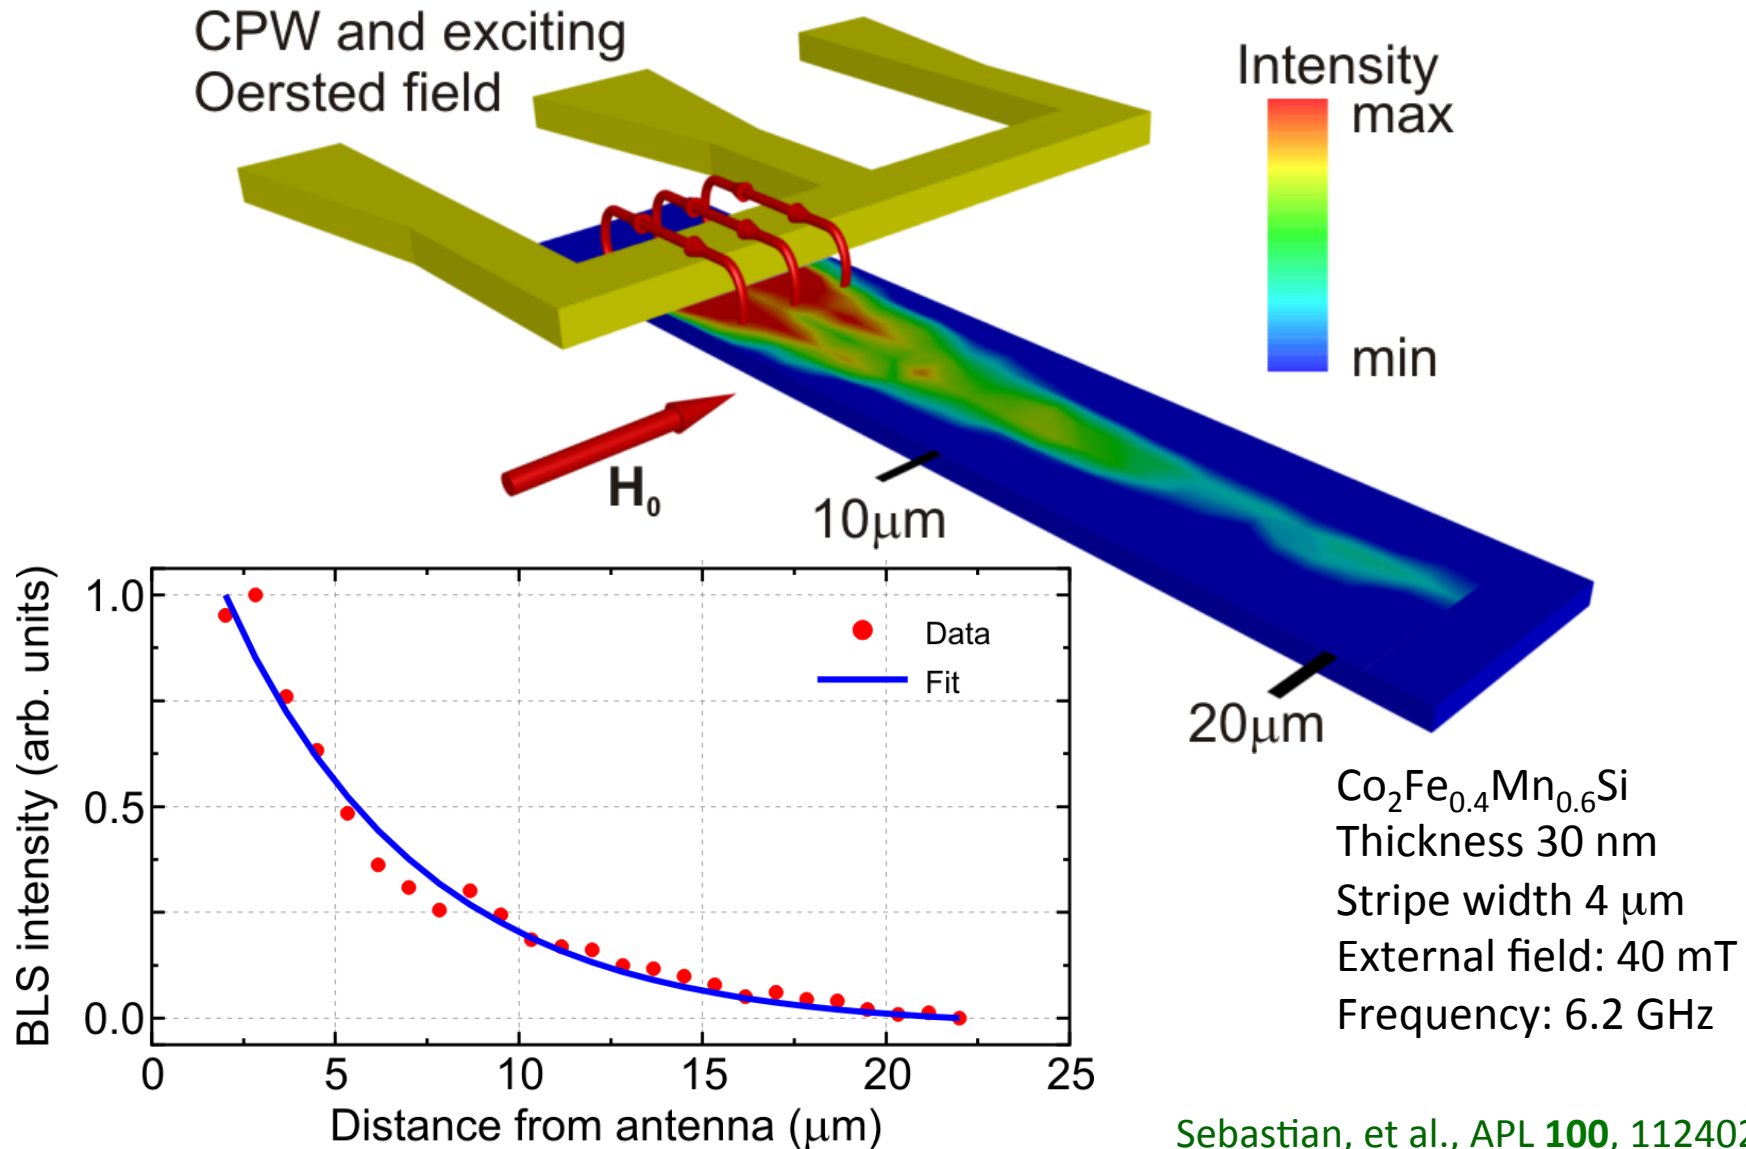 CPW and exciting
Oersted field
Intensity
max
min
H₀
10μm
20μm
BLS intensity (arb. units)
1.0
0.5
0.0
Data
Fit
0 5 10 15 20 25
Distance from antenna (μm)
Co₂Fe₀.₄Mn₀.₆Si
Thickness 30 nm
Stripe width 4 μm
External field: 40 mT
Frequency: 6.2 GHz
Sebastian, et al., APL 100, 112402